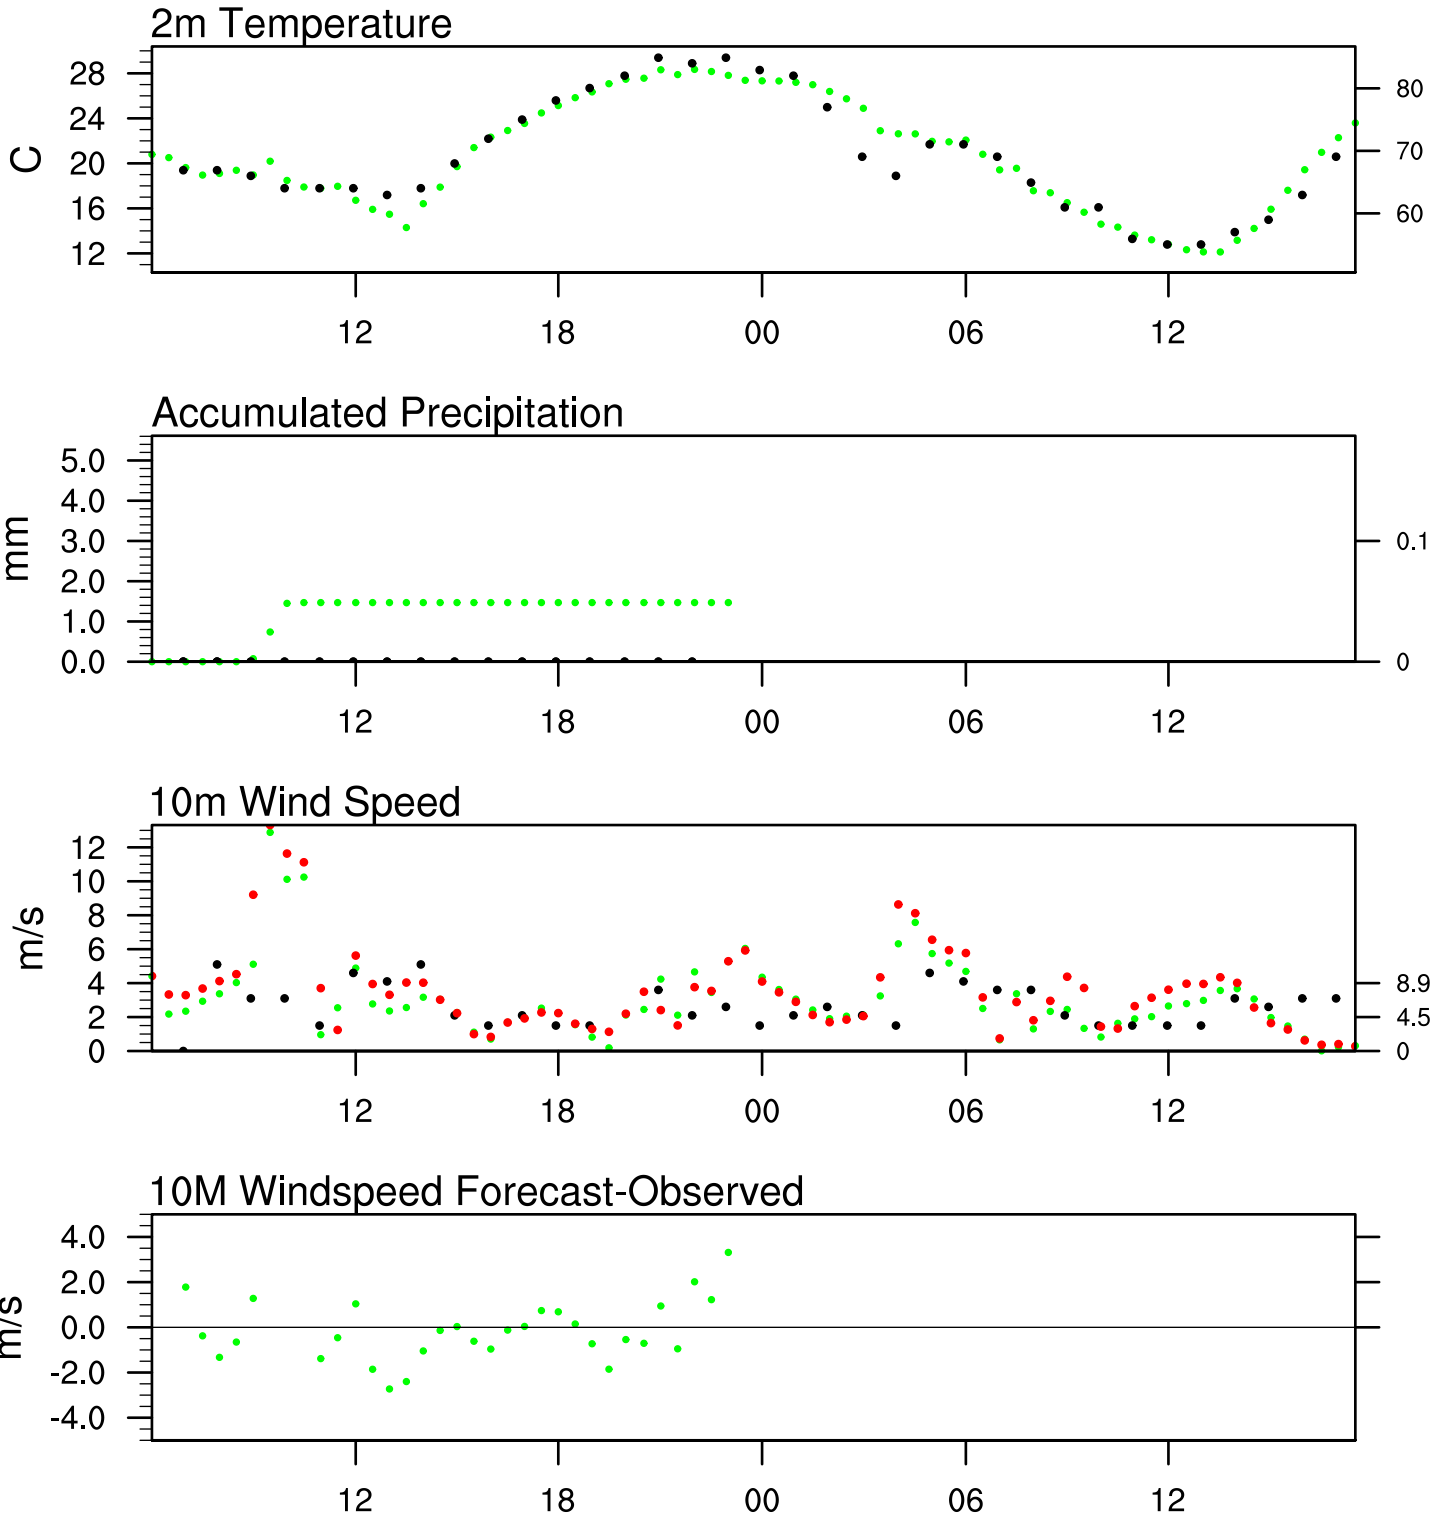 2m Temperature
28
24
20
16
12
C
80
70
60
12 18 00 06 12
Accumulated Precipitation
5.0
4.0
3.0
2.0
1.0
0.0
mm
0.1
0
12 18 00 06 12
10m Wind Speed
12
10
8
6
4
2
0
m/s
8.9
4.5
0
12 18 00 06 12
10M Windspeed Forecast-Observed
4.0
2.0
0.0
-2.0
-4.0
m/s
12 18 00 06 12